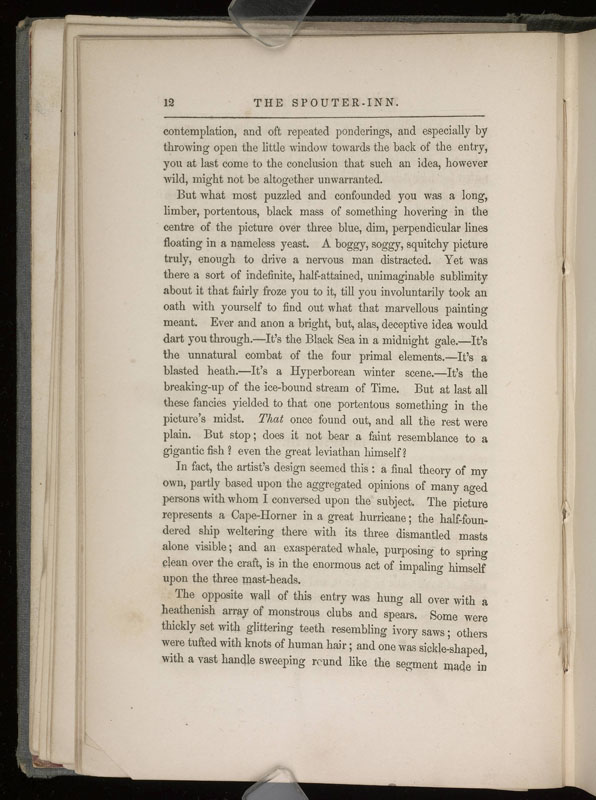 12 THE SPOUTER-INN.
contemplation, and oft repeated ponderings, and especially by
throwing open the little window towards the back of the entry,
you at last come to the conclusion that such an idea, however
wild, might not be altogether unwarranted.
But what most puzzled and confounded you was a long,
limber, portentous, black mass of something hovering in the
centre of the picture over three blue, dim, perpendicular lines
floating in a nameless yeast. A boggy, soggy, squitchy picture
truly, enough to drive a nervous man distracted. Yet was
there a sort of indefinite, half-attained, unimaginable sublimity
about it that fairly froze you to it, till you involuntarily took an
oath with yourself to find out what that marvellous painting
meant. Ever and anon a bright, but, alas, deceptive idea would
dart you through.—It's the Black Sea in a midnight gale.—It's
the unnatural combat of the four primal elements.—It's a
blasted heath.—It's a Hyperborean winter scene.—It's the
breaking-up of the ice-bound stream of Time. But at last all
these fancies yielded to that one portentous something in the
picture's midst. That once found out, and all the rest were
plain. But stop; does it not bear a faint resemblance to a
gigantic fish? even the great leviathan himself?
In fact, the artist's design seemed this: a final theory of my
own, partly based upon the aggregated opinions of many aged
persons with whom I conversed upon the subject. The picture
represents a Cape-Horner in a great hurricane; the half-foun-
dered ship weltering there with its three dismantled masts
alone visible; and an exasperated whale, purposing to spring
clean over the craft, is in the enormous act of impaling himself
upon the three mast-heads.
The opposite wall of this entry was hung all over with a
heathenish array of monstrous clubs and spears. Some were
thickly set with glittering teeth resembling ivory saws; others
were tufted with knots of human hair; and one was sickle-shaped,
with a vast handle sweeping round like the segment made in